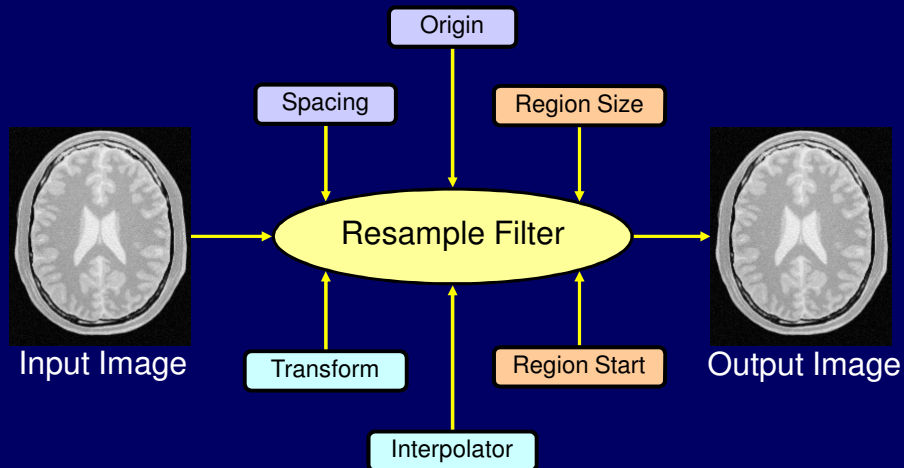 Origin
Spacing
Region Size
Resample Filter
Input Image
Transform
Region Start
Output Image
Interpolator